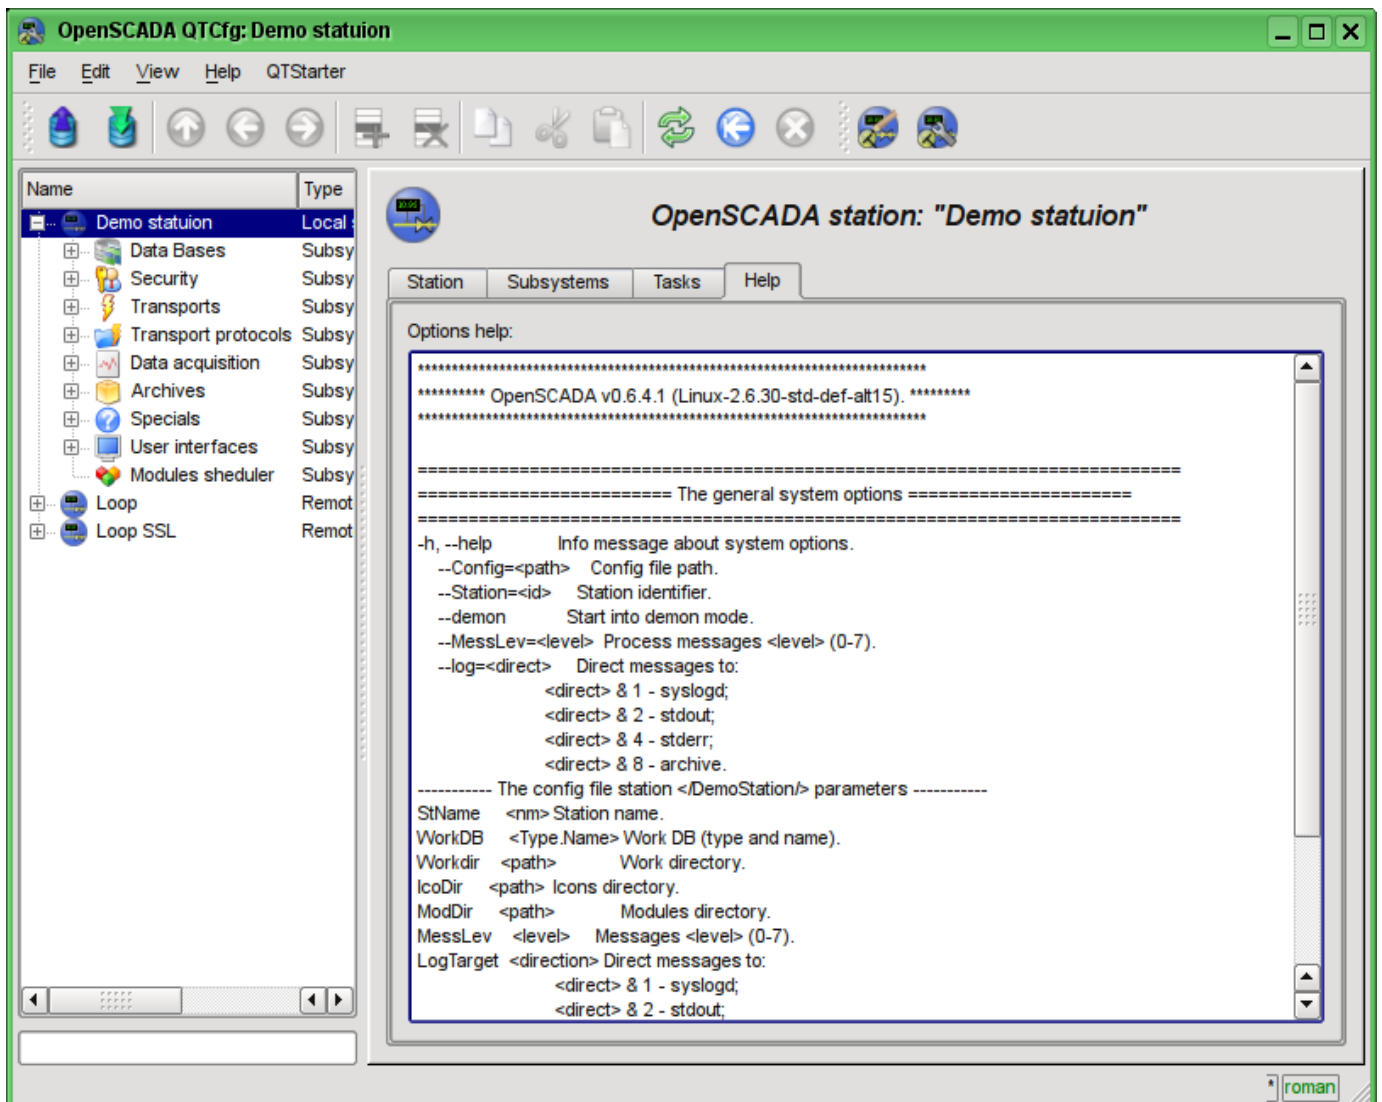 OpenSCADA QTCfg: Demo statuion
File Edit View Help QTStarter
Name Type
Demo statuion Local
Data Bases Subsy
Security Subsy
Transports Subsy
Transport protocols Subsy
Data acquisition Subsy
Archives Subsy
Specials Subsy
User interfaces Subsy
Modules sheduler Subsy
Loop Remot
Loop SSL Remot
OpenSCADA station: "Demo statuion"
Station Subsystems Tasks Help
Options help:
***************************************************************************
********** OpenSCADA v0.6.4.1 (Linux-2.6.30-std-def-alt15). *********
***************************************************************************
===========================================================================
========================= The general system options ======================
===========================================================================
-h, --help Info message about system options.
--Config=<path> Config file path.
--Station=<id> Station identifier.
--demon Start into demon mode.
--MessLev=<level> Process messages <level> (0-7).
--log=<direct> Direct messages to:
<direct> & 1 - syslogd;
<direct> & 2 - stdout;
<direct> & 4 - stderr;
<direct> & 8 - archive.
----------- The config file station </DemoStation/> parameters -----------
StName <nm> Station name.
WorkDB <Type.Name> Work DB (type and name).
Workdir <path> Work directory.
IcoDir <path> Icons directory.
ModDir <path> Modules directory.
MessLev <level> Messages <level> (0-7).
LogTarget <direction> Direct messages to:
<direct> & 1 - syslogd;
<direct> & 2 - stdout;
* roman